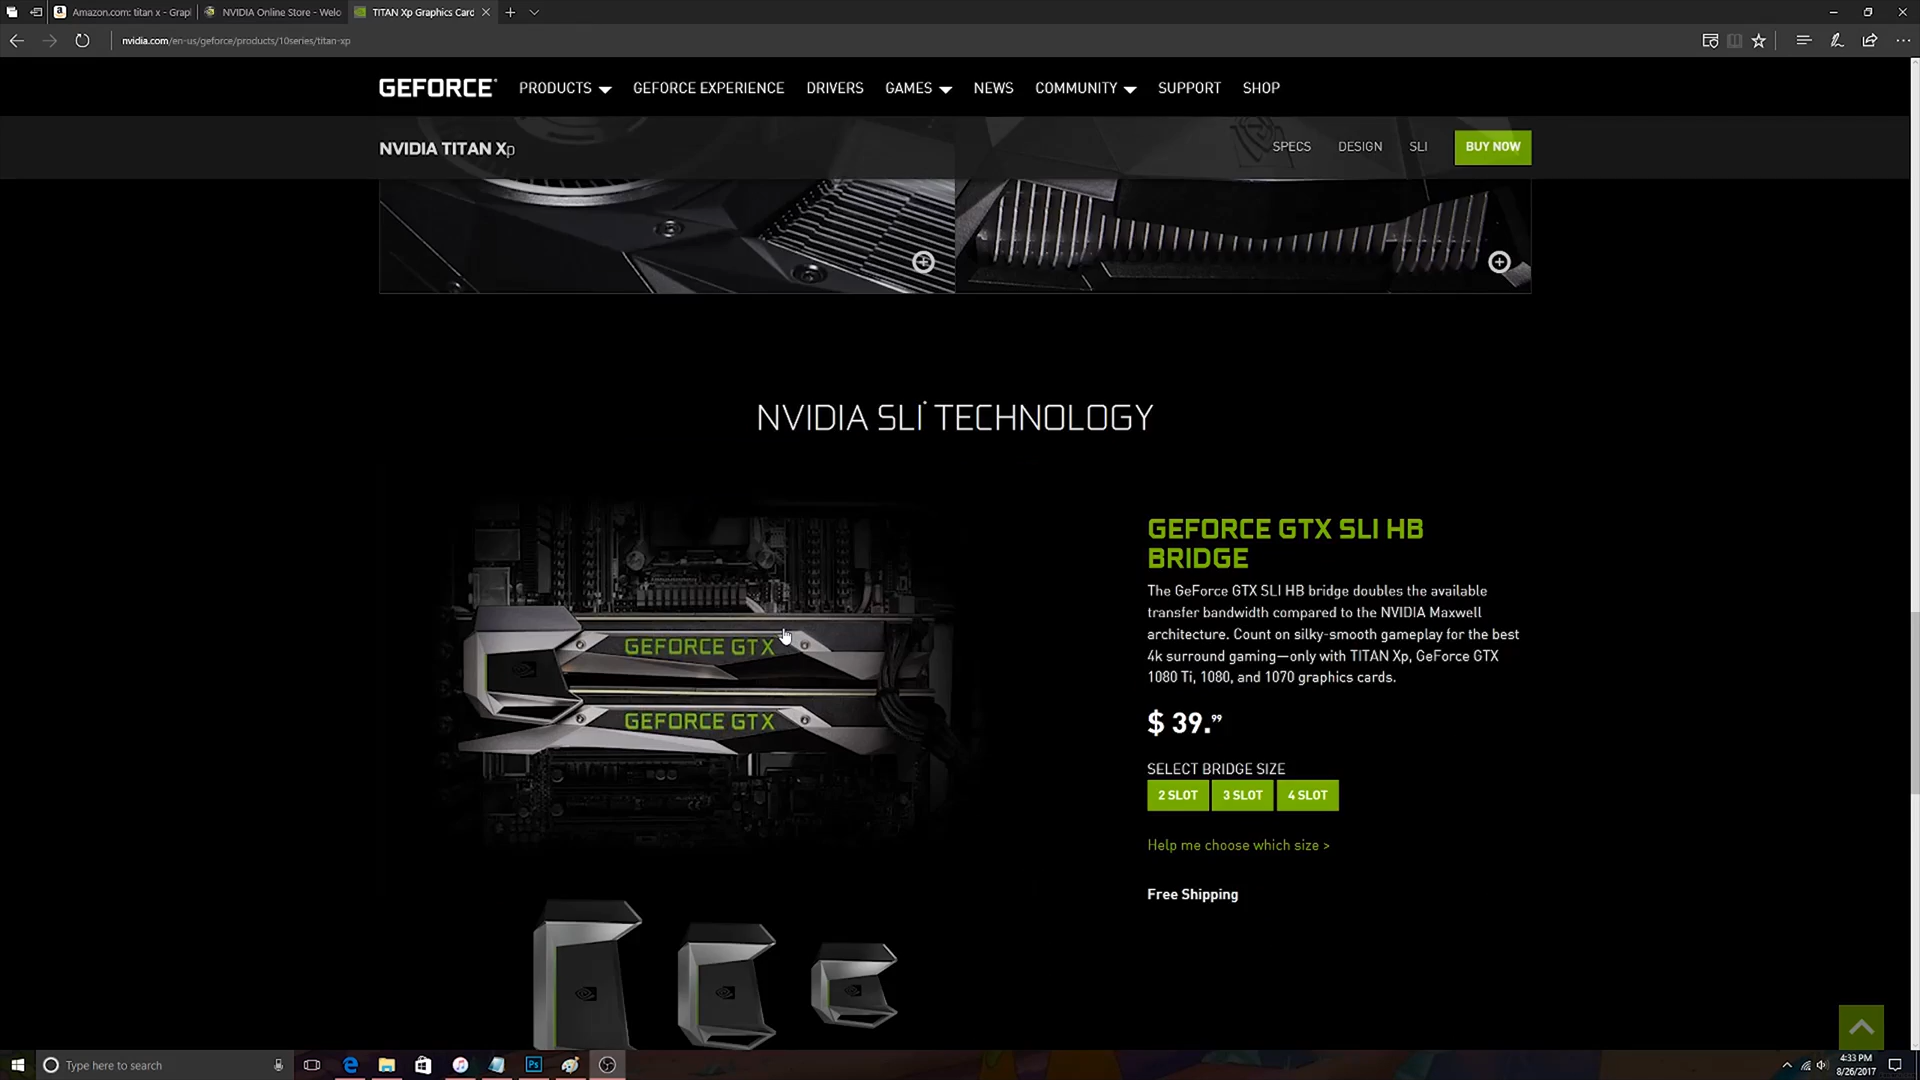 Amazon.com: titan x - Grap
NVIDIA Online Store - Welc
TITAN Xp Graphics Card
nvidia.com/en-us/geforce/products/10series/titan-xp
GEFORCE PRODUCTS GEFORCE EXPERIENCE DRIVERS GAMES NEWS COMMUNITY SUPPORT SHOP
NVIDIA TITAN Xp SPECS DESIGN SLI BUY NOW
NVIDIA SLI TECHNOLOGY
GEFORCE GTX
GEFORCE GTX
GEFORCE GTX SLI HB
BRIDGE
The GeForce GTX SLI HB bridge doubles the available
transfer bandwidth compared to the NVIDIA Maxwell
architecture. Count on silky-smooth gameplay for the best
4k surround gaming—only with TITAN Xp, GeForce GTX
1080 Ti, 1080, and 1070 graphics cards.
$ 39.99
SELECT BRIDGE SIZE
2 SLOT 3 SLOT 4 SLOT
Help me choose which size >
Free Shipping
Type here to search
Ps
4:33 PM
8/26/2017